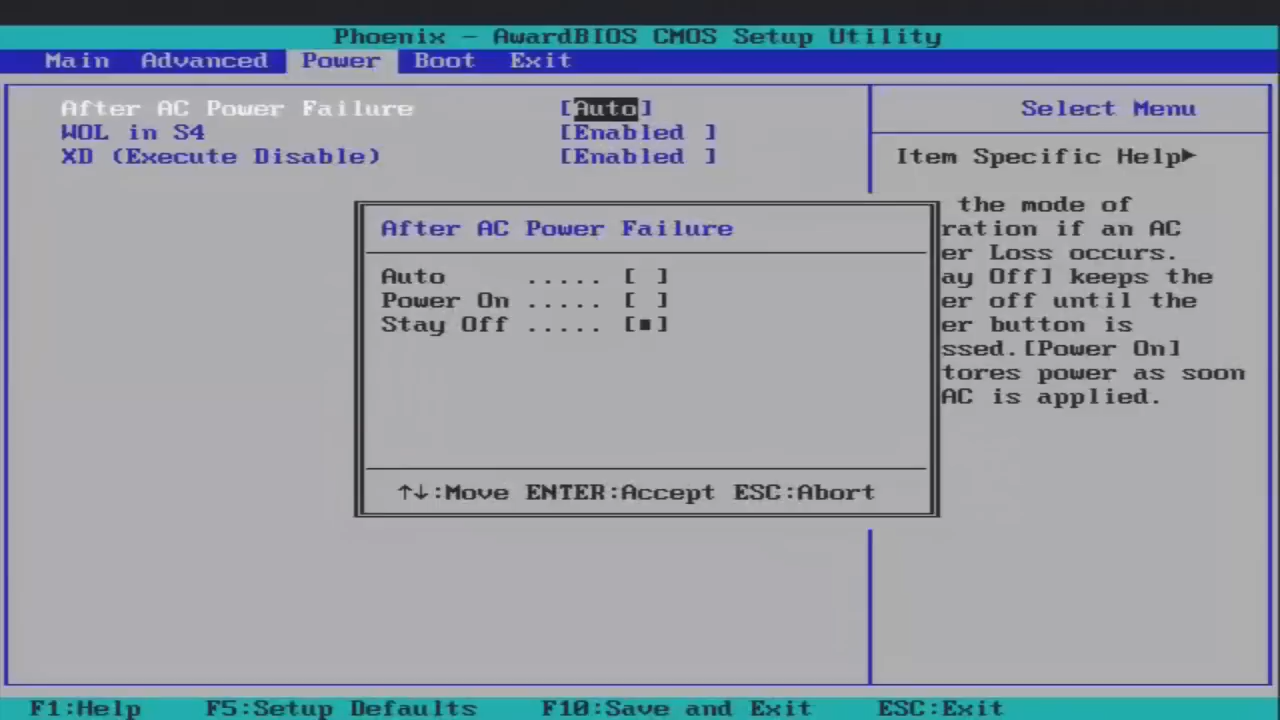 Phoenix - AwardBIOS CMOS Setup Utility
Main Advanced Power Boot Exit
After AC Power Failure [Auto]
WOL in S4 [Enabled ]
XD (Execute Disable) [Enabled ]
Select Menu
Item Specific Help►
the mode of
ration if an AC
er Loss occurs.
ay Off] keeps the
er off until the
er button is
ssed.[Power On]
tores power as soon
AC is applied.
After AC Power Failure
Auto ..... [ ]
Power On ..... [ ]
Stay Off ..... [■]
↑↓:Move ENTER:Accept ESC:Abort
F1:Help F5:Setup Defaults F10:Save and Exit ESC:Exit